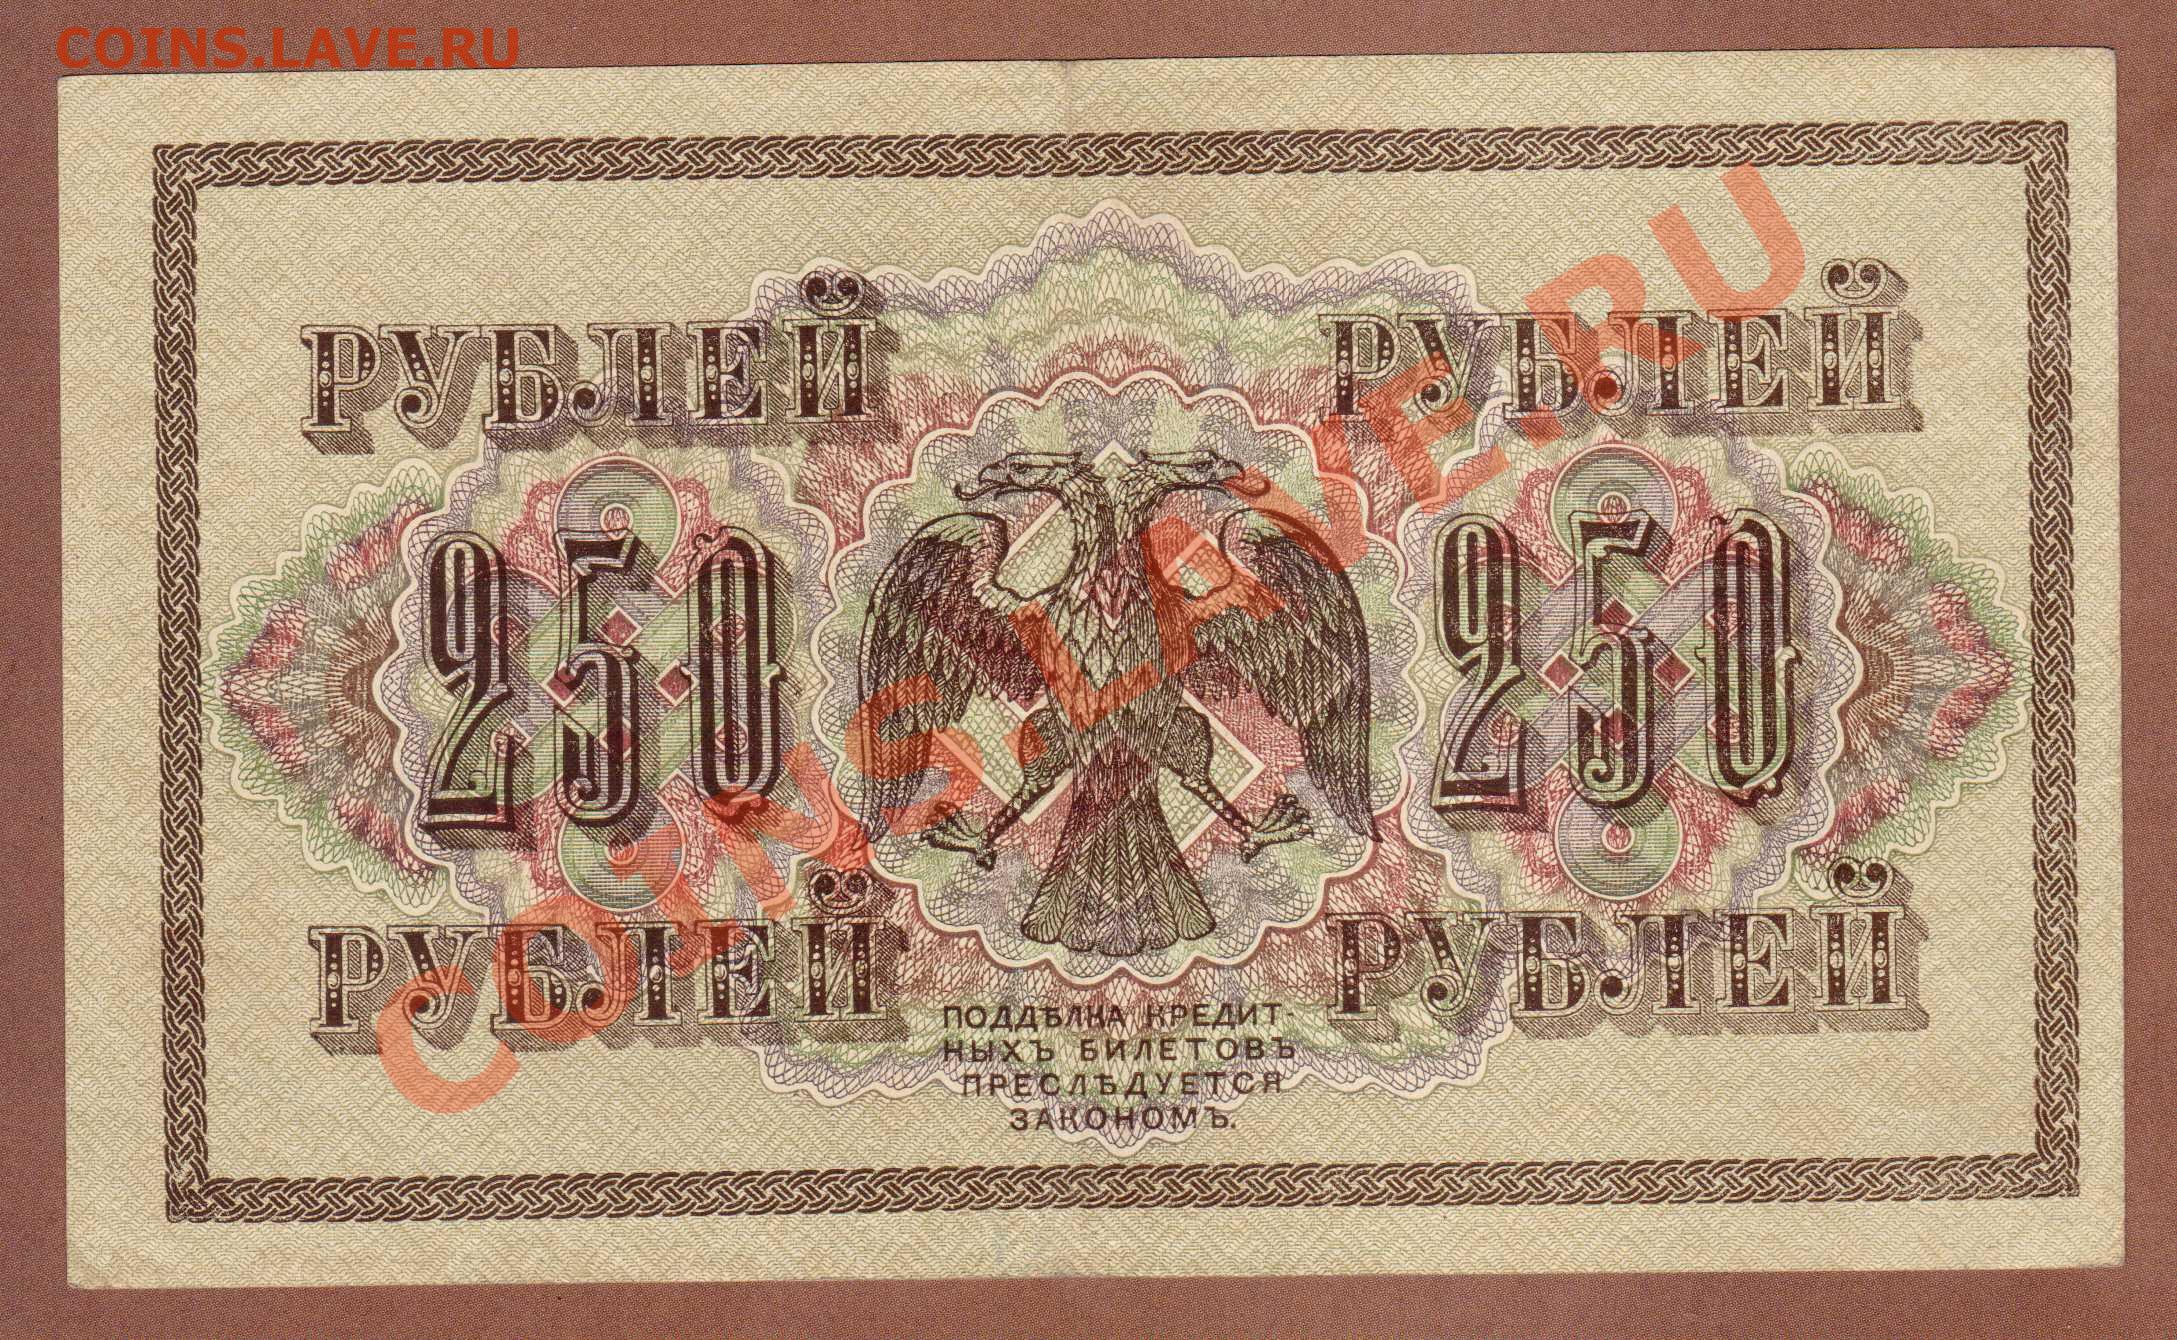 COINS.LAVE.RU
РУБЛЕЙ РУБЛЕЙ
250 250
РУБЛЕЙ РУБЛЕЙ
ПОДДѢЛКА КРЕДИТ-
НЫХЪ БИЛЕТОВЪ
ПРЕСЛѢДУЕТСЯ
ЗАКОНОМЪ.
COINS.LAVE.RU